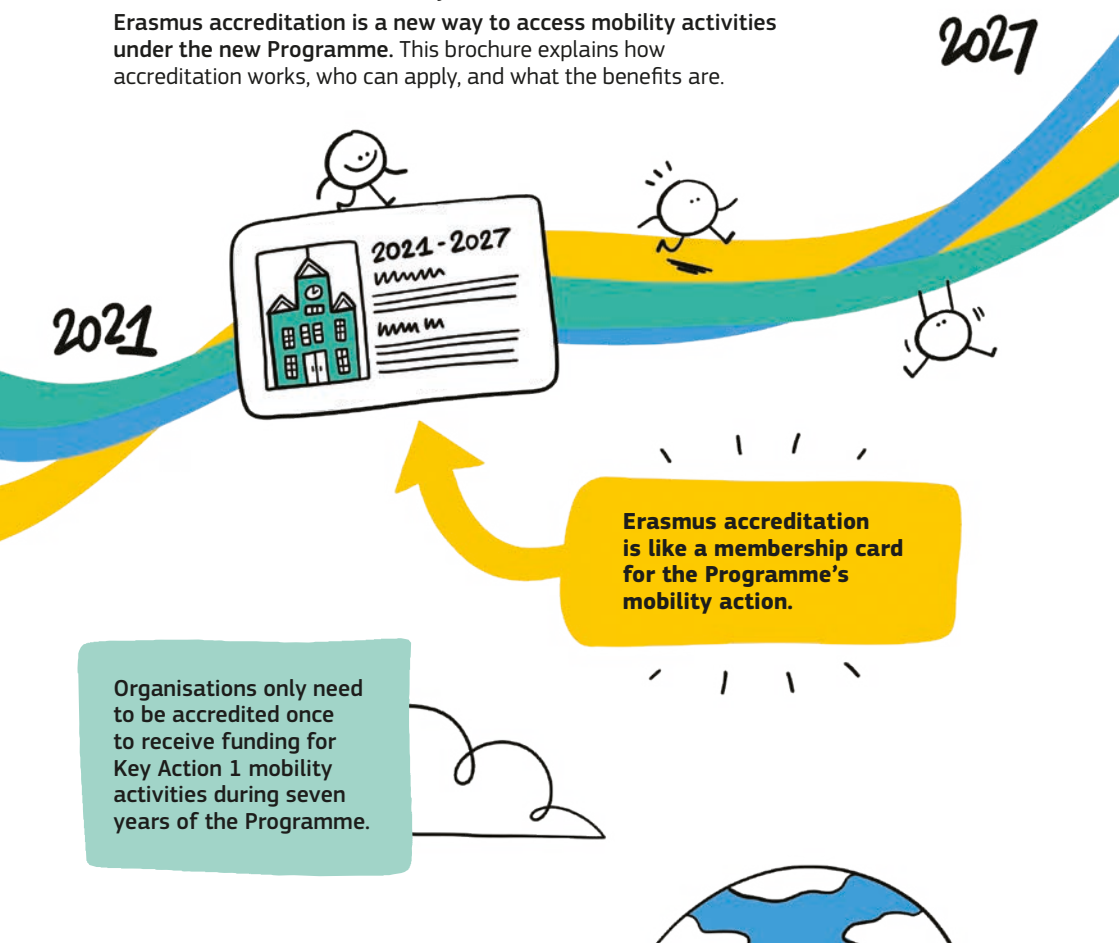 Erasmus accreditation is a new way to access mobility activities
under the new Programme. This brochure explains how
accreditation works, who can apply, and what the benefits are.
2027
2021 - 2027
2021
Erasmus accreditation
is like a membership card
for the Programme’s
mobility action.
Organisations only need
to be accredited once
to receive funding for
Key Action 1 mobility
activities during seven
years of the Programme.